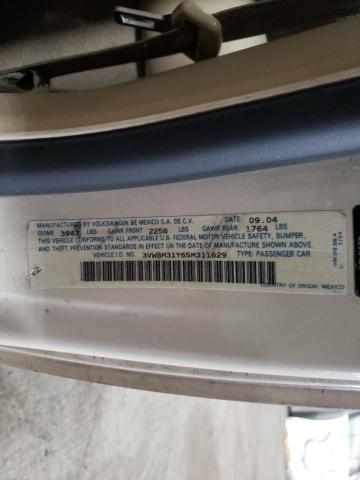 MANUFACTURED BY VOLKSWAGEN DE MEXICO S.A. DE C.V. DATE 09.04
GVWR 3947 LBS GAWR FRONT 2256 LBS GAWR REAR 1764 LBS
THIS VEHICLE CONFORMS TO ALL APPLICABLE U.S. FEDERAL MOTOR VEHICLE SAFETY, BUMPER,
AND THEFT PREVENTION STANDARDS IN EFFECT ON THE DATE OF MANUFACTURE SHOWN ABOVE.
VEHICLE I.D. NO. 3VWBM31Y65M311629 TYPE: PASSENGER CAR
COUNTRY OF ORIGIN: MEXICO